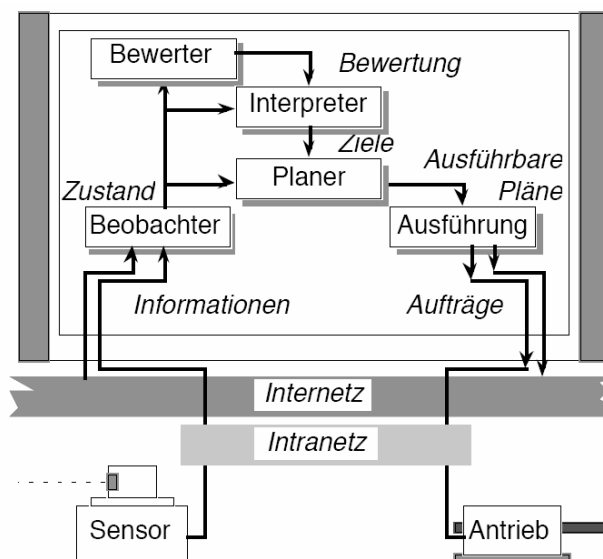 Bewerter
Bewertung
Interpreter
Ziele
Ausführbare
Planer
Zustand
Pläne
Beobachter
Ausführung
Informationen
Aufträge
Internetz
Intranetz
Sensor
Antrieb